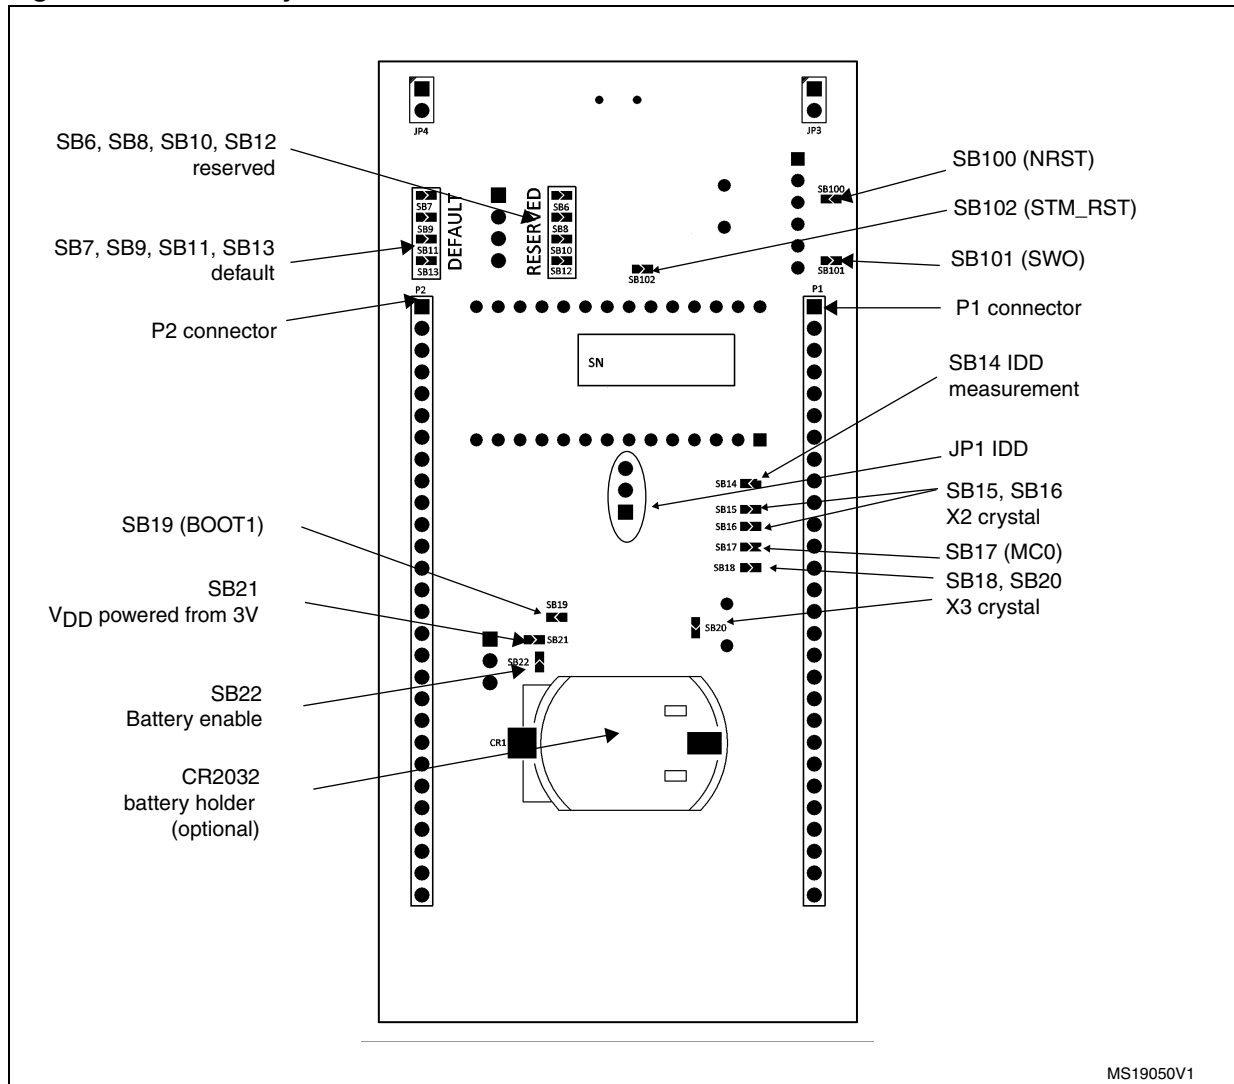 JP4
JP3
SB6, SB8, SB10, SB12
reserved
SB7, SB9, SB11, SB13
default
P2 connector
SB7
SB9
SB11
SB13
DEFAULT
RESERVED
SB6
SB8
SB10
SB12
SB102
SB100
SB101
SB100 (NRST)
SB102 (STM_RST)
SB101 (SWO)
P2
P1
P1 connector
SN
SB14 IDD
measurement
JP1 IDD
SB14
SB15
SB16
SB17
SB18
SB15, SB16
X2 crystal
SB17 (MC0)
SB18, SB20
X3 crystal
SB19 (BOOT1)
SB21
VDD powered from 3V
SB22
Battery enable
CR2032
battery holder
(optional)
SB19
SB21
SB22
SB20
CR1
MS19050V1